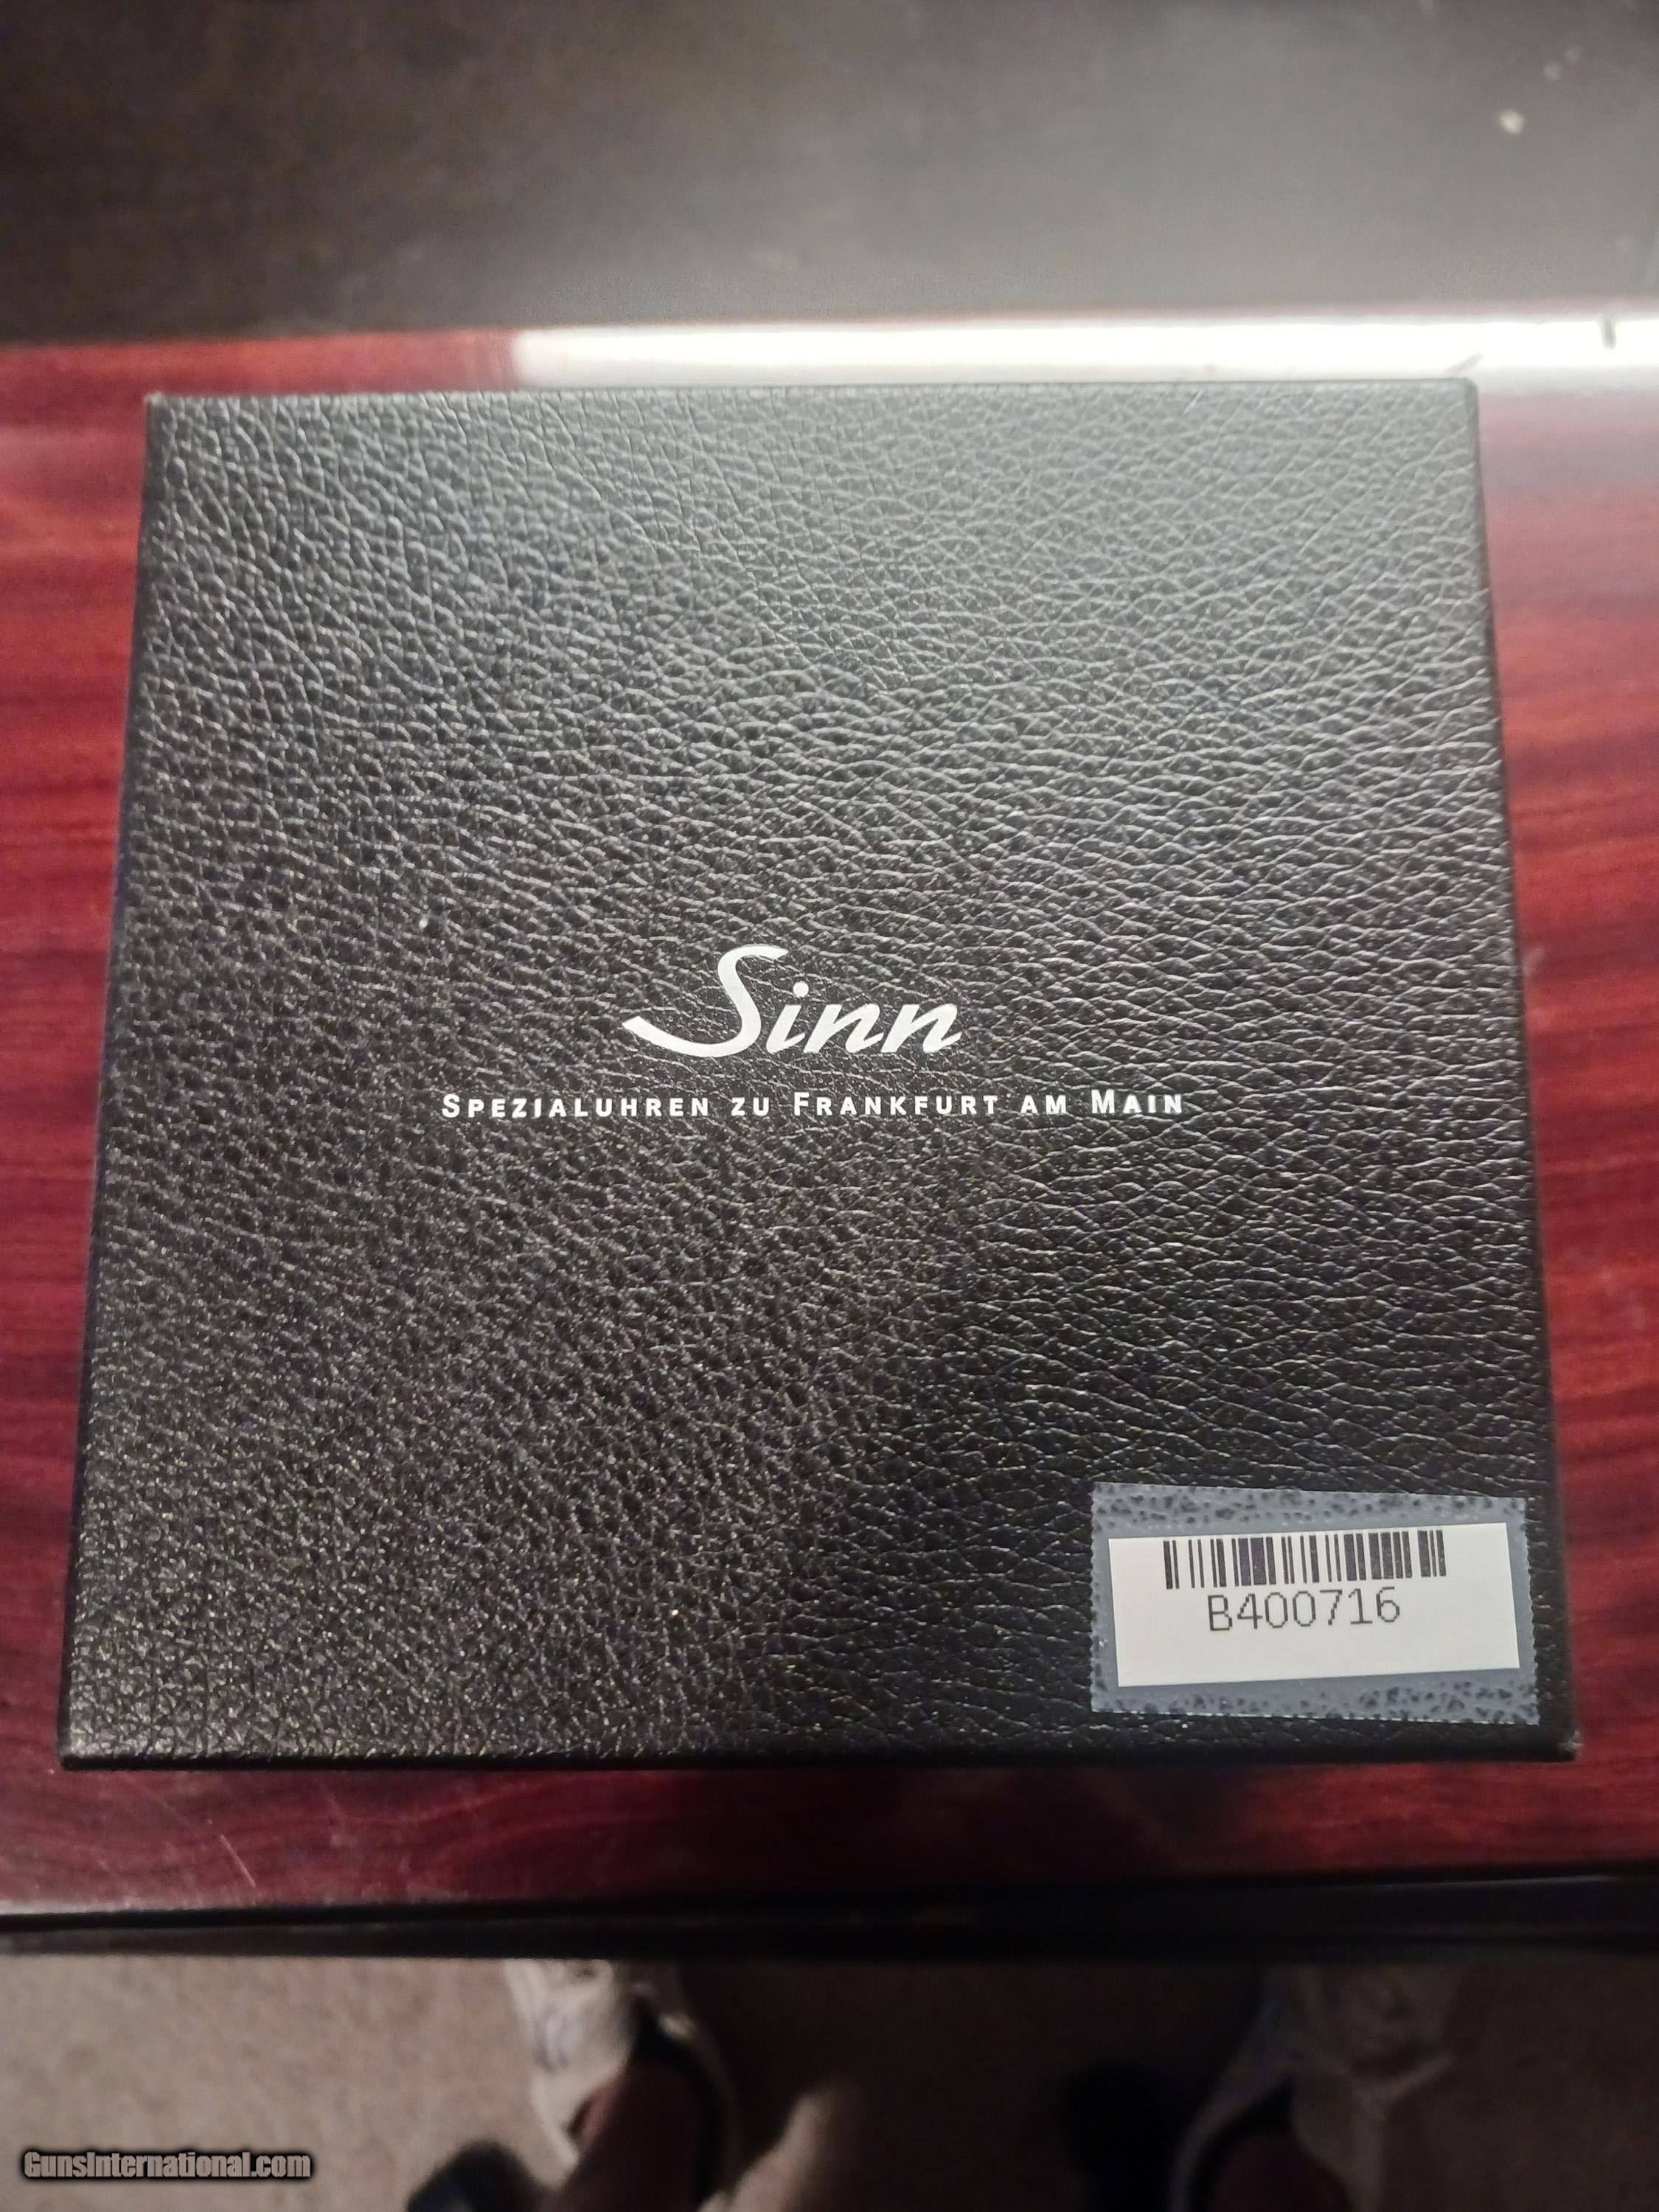 Sinn
SPEZIALUHREN ZU FRANKFURT AM MAIN
B400716
GunsInternational.com